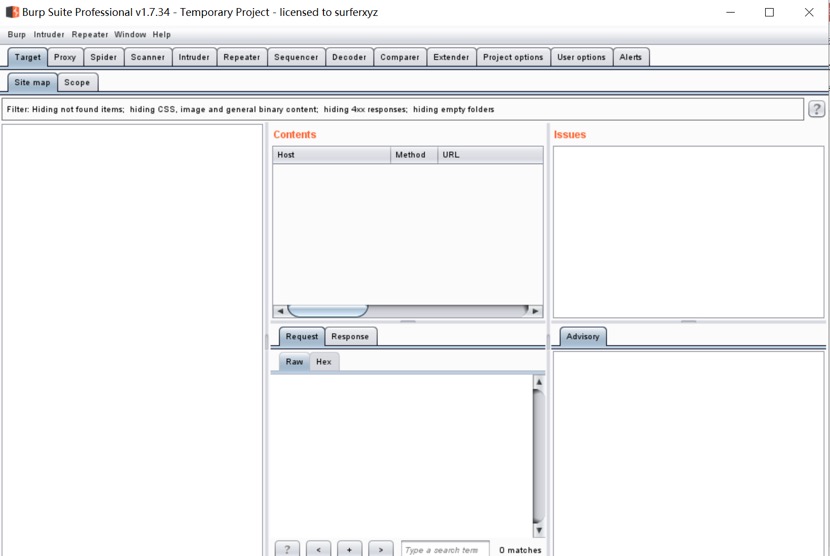 Burp Suite Professional v1.7.34 - Temporary Project - licensed to surferxyz
Burp Intruder Repeater Window Help
Target Proxy Spider Scanner Intruder Repeater Sequencer Decoder Comparer Extender Project options User options Alerts
Site map Scope
Filter: Hiding not found items; hiding CSS, image and general binary content; hiding 4xx responses; hiding empty folders
?
Contents
Host Method URL
Issues
Request Response
Raw Hex
? < + > Type a search term 0 matches
Advisory